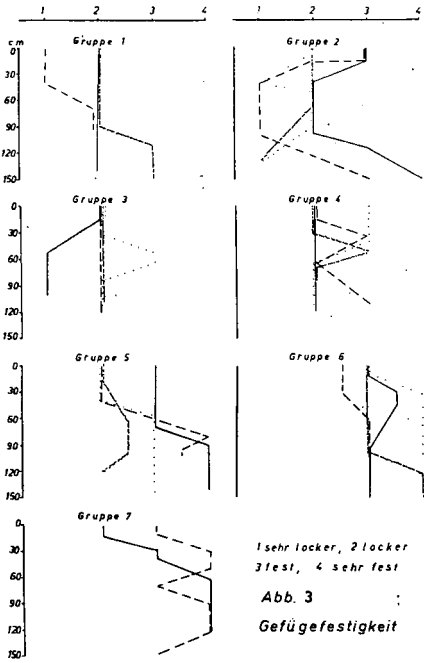 1 2 3 4 1 2 3 4
cm
Gruppe 1
Gruppe 2
0
30
60
90
120
150
Gruppe 3
Gruppe 4
0
30
60
90
120
150
Gruppe 5
Gruppe 6
0
30
60
90
120
150
Gruppe 7
0
30
60
90
120
150
1 sehr locker, 2 locker
3 fest, 4 sehr fest
Abb. 3 :
Gefügefestigkeit